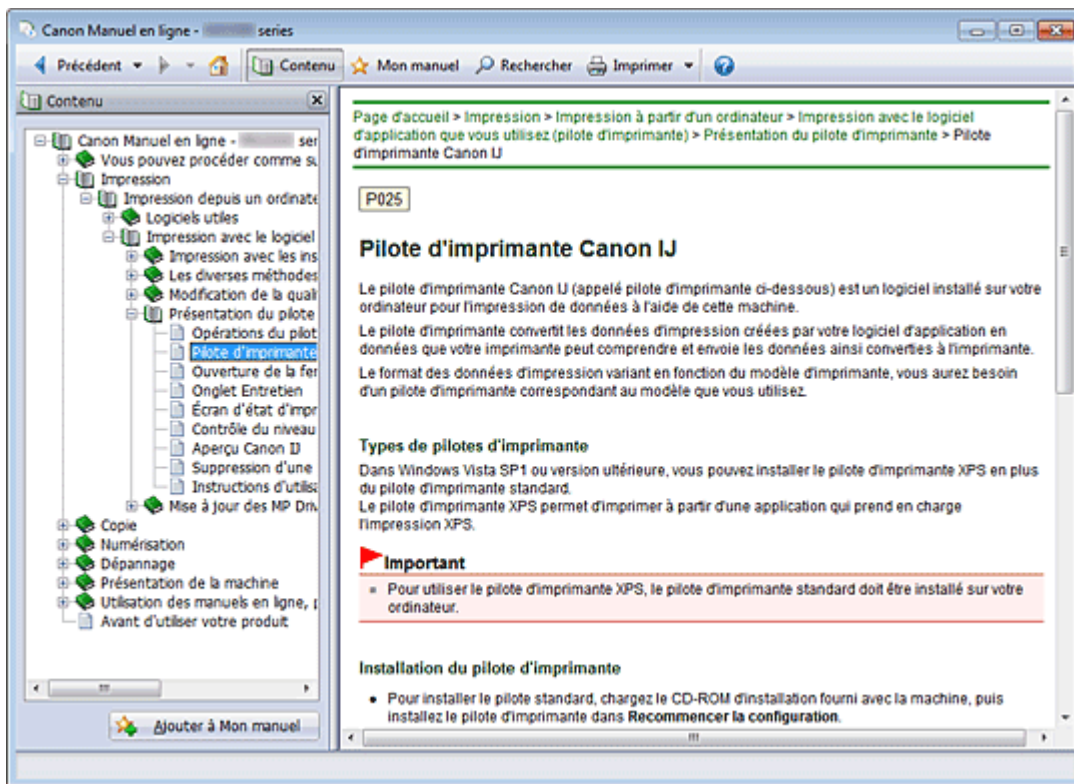 Canon Manuel en ligne - series
Précédent
Contenu
Mon manuel
Rechercher
Imprimer
Contenu
Canon Manuel en ligne - ser
Vous pouvez procéder comme su
Impression
Impression depuis un ordinate
Logiciels utiles
Impression avec le logiciel
Impression avec les ins
Les diverses méthodes
Modification de la quali
Présentation du pilote
Opérations du pilot
Pilote d'imprimante
Ouverture de la fer
Onglet Entretien
Écran d'état d'impr
Contrôle du niveau
Aperçu Canon IJ
Suppression d'une
Instructions d'utilisa
Mise à jour des MP Driv
Copie
Numérisation
Dépannage
Présentation de la machine
Utilisation des manuels en ligne, p
Avant d'utiliser votre produit
Ajouter à Mon manuel
Page d'accueil > Impression > Impression à partir d'un ordinateur > Impression avec le logiciel
d'application que vous utilisez (pilote d'imprimante) > Présentation du pilote d'imprimante > Pilote
d'imprimante Canon IJ
P025
Pilote d'imprimante Canon IJ
Le pilote d'imprimante Canon IJ (appelé pilote d'imprimante ci-dessous) est un logiciel installé sur votre
ordinateur pour l'impression de données à l'aide de cette machine.
Le pilote d'imprimante convertit les données d'impression créées par votre logiciel d'application en
données que votre imprimante peut comprendre et envoie les données ainsi converties à l'imprimante.
Le format des données d'impression variant en fonction du modèle d'imprimante, vous aurez besoin
d'un pilote d'imprimante correspondant au modèle que vous utilisez.
Types de pilotes d'imprimante
Dans Windows Vista SP1 ou version ultérieure, vous pouvez installer le pilote d'imprimante XPS en plus
du pilote d'imprimante standard.
Le pilote d'imprimante XPS permet d'imprimer à partir d'une application qui prend en charge
l'impression XPS.
Important
Pour utiliser le pilote d'imprimante XPS, le pilote d'imprimante standard doit être installé sur votre
ordinateur.
Installation du pilote d'imprimante
Pour installer le pilote standard, chargez le CD-ROM d'installation fourni avec la machine, puis
installez le pilote d'imprimante dans Recommencer la configuration.